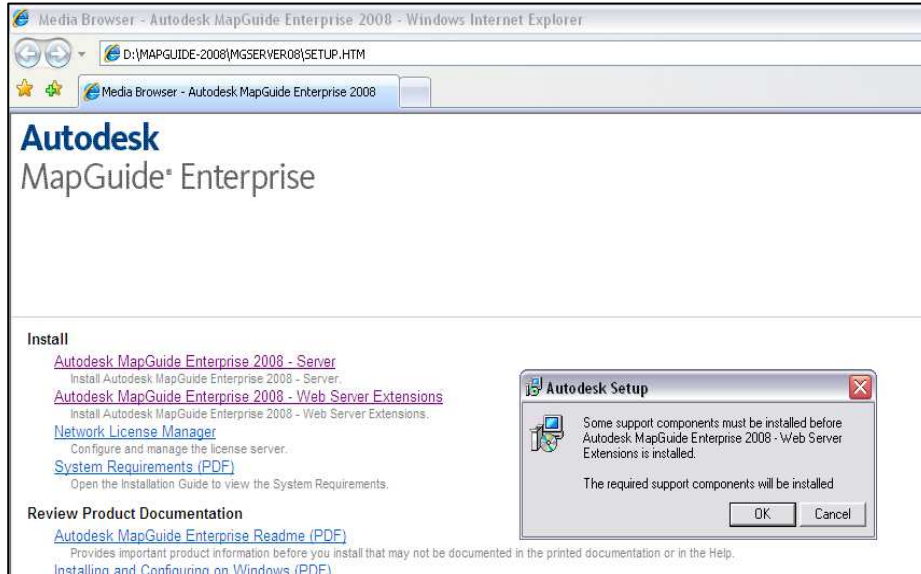 Media Browser - Autodesk MapGuide Enterprise 2008 - Windows Internet Explorer
D:\MAPGUIDE-2008\MGSERVER08\SETUP.HTM
Media Browser - Autodesk MapGuide Enterprise 2008
Autodesk
MapGuide® Enterprise
Install
Autodesk MapGuide Enterprise 2008 - Server
Install Autodesk MapGuide Enterprise 2008 - Server.
Autodesk MapGuide Enterprise 2008 - Web Server Extensions
Install Autodesk MapGuide Enterprise 2008 - Web Server Extensions.
Network License Manager
Configure and manage the license server.
System Requirements (PDF)
Open the Installation Guide to view the System Requirements.
Review Product Documentation
Autodesk MapGuide Enterprise Readme (PDF)
Provides important product information before you install that may not be documented in the printed documentation or in the Help.
Installing and Configuring on Windows (PDF)
Autodesk Setup
Some support components must be installed before
Autodesk MapGuide Enterprise 2008 - Web Server
Extensions is installed.
The required support components will be installed
OK Cancel